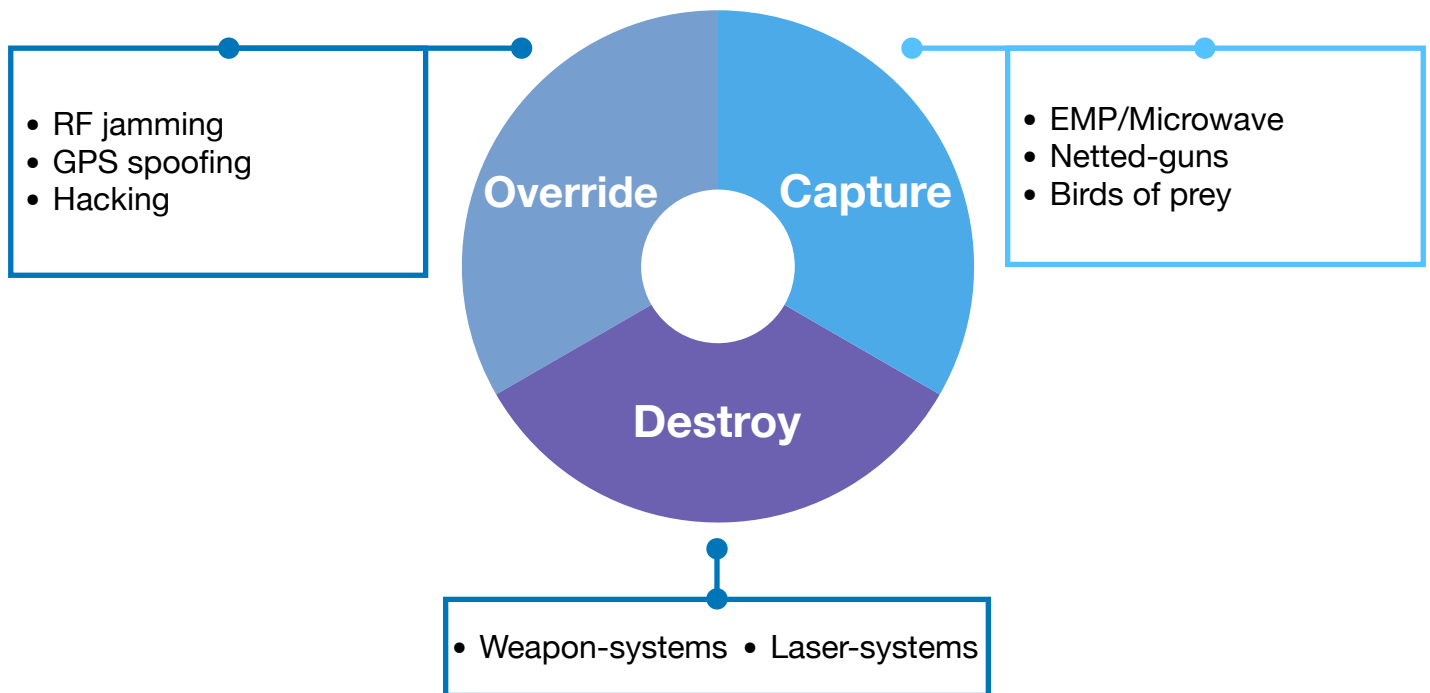 • RF jamming
• GPS spoofing
• Hacking
Override
Capture
• EMP/Microwave
• Netted-guns
• Birds of prey
Destroy
• Weapon-systems • Laser-systems